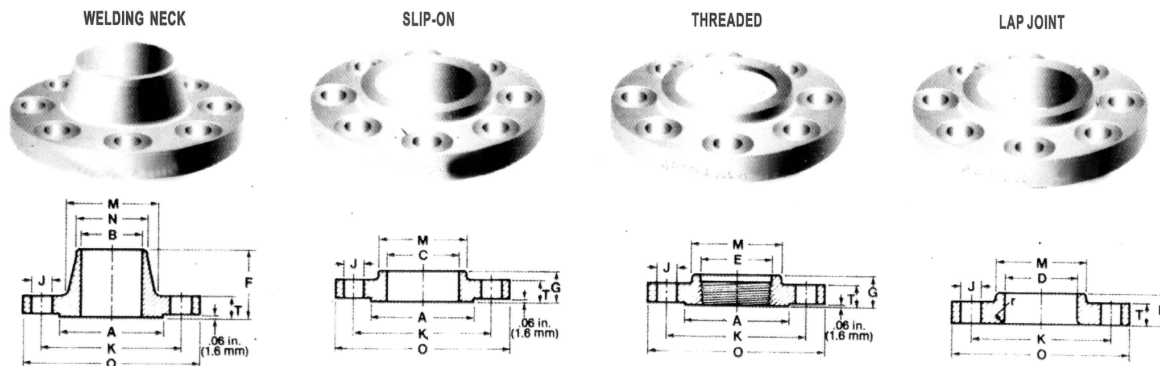 WELDING NECK
M
N
B
J
F
T
A
K
O
.06 in.
(1.6 mm)
SLIP-ON
M
C
J
T
G
A
K
O
.06 in.
(1.6 mm)
THREADED
M
E
J
T
G
A
K
O
.06 in.
(1.6 mm)
LAP JOINT
M
D
J
r
T
K
O